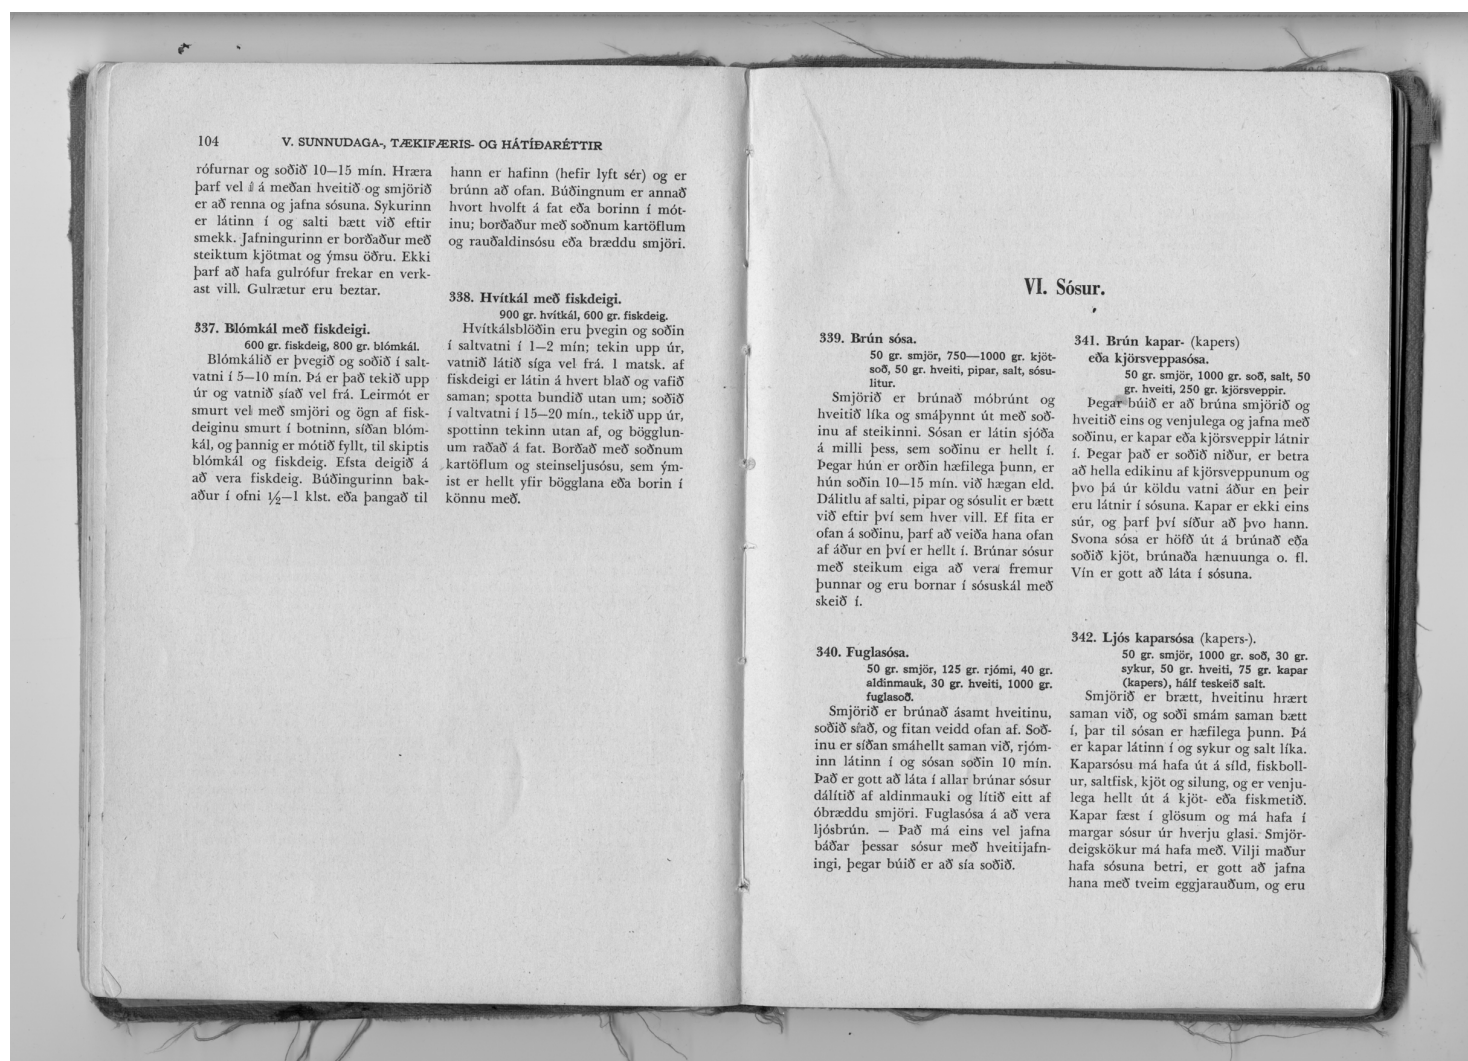 104 V. SUNNUDAGA-, TÆKIFÆRIS- OG HÁTÍÐARÉTTIR
rófurnar og soðið 10—15 mín. Hræra
þarf vel í á meðan hveitið og smjörið
er að renna og jafna sósuna. Sykurinn
er látinn í og salti bætt við eftir
smekk. Jafningurinn er borðaður með
steiktum kjötmat og ýmsu öðru. Ekki
þarf að hafa gulrófur frekar en verk-
ast vill. Gulrætur eru beztar.
337. Blómkál með fiskdeigi.
600 gr. fiskdeig, 800 gr. blómkál.
Blómkálið er þvegið og soðið í salt-
vatni í 5—10 mín. Þá er það tekið upp
úr og vatnið síað vel frá. Leirmót er
smurt vel með smjöri og ögn af fisk-
deiginu smurt í botninn, síðan blóm-
kál, og þannig er mótið fyllt, til skiptis
blómkál og fiskdeig. Efsta deigið á
að vera fiskdeig. Búðingurinn bak-
aður í ofni ½—1 klst. eða þangað til
hann er hafinn (hefir lyft sér) og er
brúnn að ofan. Búðingnum er annað
hvort hvolft á fat eða borinn í mót-
inu; borðaður með soðnum kartöflum
og rauðaldinsósu eða bræddu smjöri.
338. Hvítkál með fiskdeigi.
900 gr. hvítkál, 600 gr. fiskdeig.
Hvítkálsblöðin eru þvegin og soðin
í saltvatni í 1—2 mín; tekin upp úr,
vatnið látið síga vel frá. 1 matsk. af
fiskdeigi er látin á hvert blað og vafið
saman; spotta bundið utan um; soðið
í valtvatni í 15—20 mín., tekið upp úr,
spottinn tekinn utan af, og bögglun-
um raðað á fat. Borðað með soðnum
kartöflum og steinseljusósu, sem ým-
ist er hellt yfir bögglana eða borin í
könnu með.
VI. Sósur.
339. Brún sósa.
50 gr. smjör, 750—1000 gr. kjöt-
soð, 50 gr. hveiti, pipar, salt, sósu-
litur.
Smjörið er brúnað móbrúnt og
hveitið líka og smáþynnt út með soð-
inu af steikinni. Sósan er látin sjóða
á milli þess, sem soðinu er hellt í.
Þegar hún er orðin hæfilega þunn, er
hún soðin 10—15 mín. við hægan eld.
Dálitlu af salti, pipar og sósulit er bætt
við eftir því sem hver vill. Ef fita er
ofan á soðinu, þarf að veiða hana ofan
af áður en því er hellt í. Brúnar sósur
með steikum eiga að vera fremur
þunnar og eru bornar í sósuskál með
skeið í.
340. Fuglasósa.
50 gr. smjör, 125 gr. rjómi, 40 gr.
aldinmauk, 30 gr. hveiti, 1000 gr.
fuglasoð.
Smjörið er brúnað ásamt hveitinu,
soðið síað, og fitan veidd ofan af. Soð-
inu er síðan smáhellt saman við, rjóm-
inn látinn í og sósan soðin 10 mín.
Það er gott að láta í allar brúnar sósur
dálítið af aldinmauki og lítið eitt af
óbræddu smjöri. Fuglasósa á að vera
ljósbrún. — Það má eins vel jafna
báðar þessar sósur með hveitijafn-
ingi, þegar búið er að sía soðið.
341. Brún kapar- (kapers)
eða kjörsveppasósa.
50 gr. smjör, 1000 gr. soð, salt, 50
gr. hveiti, 250 gr. kjörsveppir.
Þegar búið er að brúna smjörið og
hveitið eins og venjulega og jafna með
soðinu, er kapar eða kjörsveppir látnir
í. Þegar það er soðið niður, er betra
að hella edikinu af kjörsveppunum og
þvo þá úr köldu vatni áður en þeir
eru látnir í sósuna. Kapar er ekki eins
súr, og þarf því síður að þvo hann.
Svona sósa er höfð út á brúnað eða
soðið kjöt, brúnaða hænuunga o. fl.
Vín er gott að láta í sósuna.
342. Ljós kaparsósa (kapers-).
50 gr. smjör, 1000 gr. soð, 30 gr.
sykur, 50 gr. hveiti, 75 gr. kapar
(kapers), hálf teskeið salt.
Smjörið er brætt, hveitinu hrært
saman við, og soði smám saman bætt
í, þar til sósan er hæfilega þunn. Þá
er kapar látinn í og sykur og salt líka.
Kaparsósu má hafa út á síld, fiskboll-
ur, saltfisk, kjöt og silung, og er venju-
lega hellt út á kjöt- eða fiskmetið.
Kapar fæst í glösum og má hafa í
margar sósur úr hverju glasi. Smjör-
deigskökur má hafa með. Vilji maður
hafa sósuna betri, er gott að jafna
hana með tveim eggjarauðum, og eru